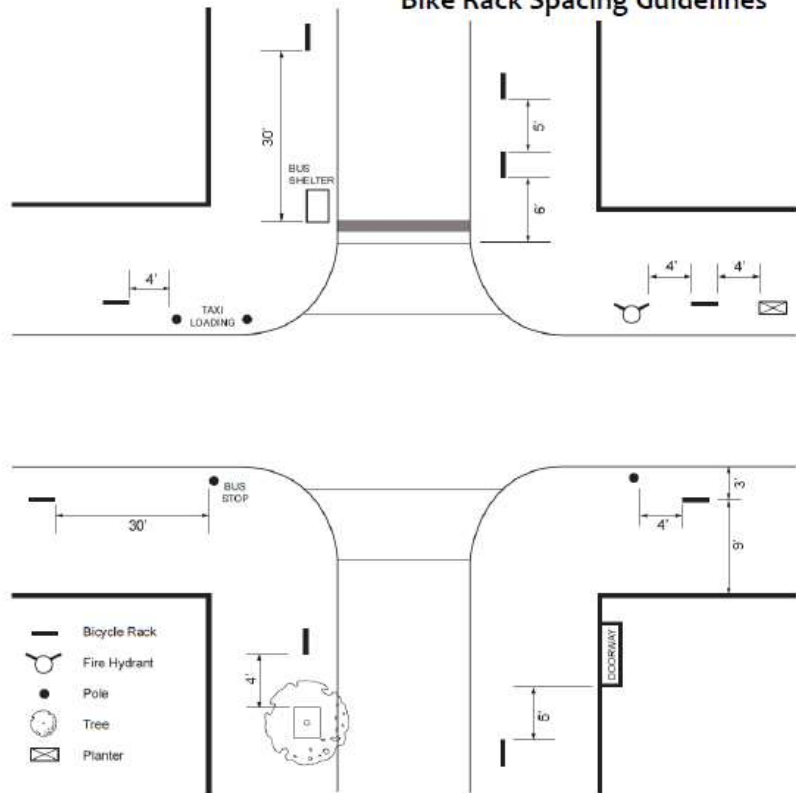 Bike Rack Spacing Guidelines
30'
BUS
SHELTER
5'
6'
4'
TAXI
LOADING
4'
4'
BUS
STOP
30'
4'
3'
9'
Bicycle Rack
Fire Hydrant
Pole
Tree
Planter
4'
DOORWAY
5'